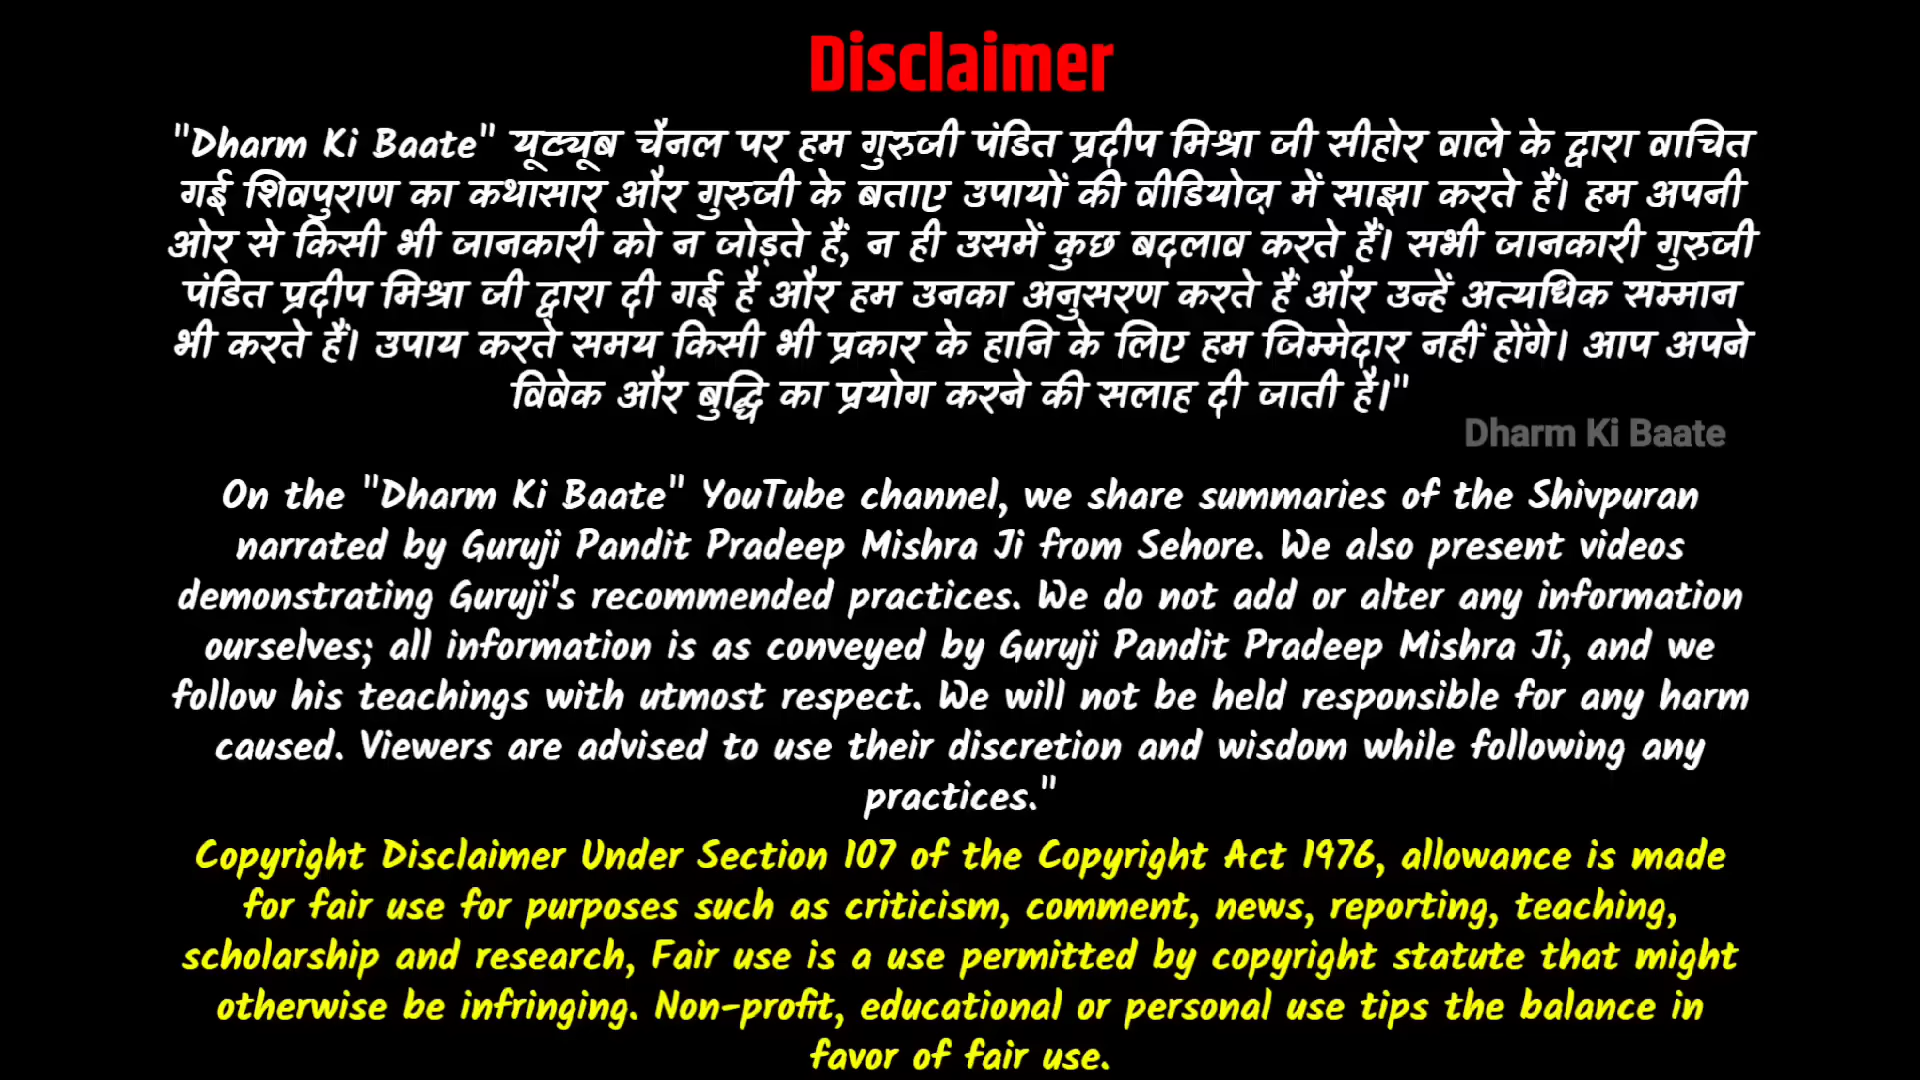 Disclaimer
"Dharm Ki Baate" यूट्यूब चैनल पर हम गुरुजी पंडित प्रदीप मिश्रा जी सीहोर वाले के द्वारा वाचित
गई शिवपुराण का कथासार और गुरुजी के बताए उपायों की वीडियोज़ में साझा करते हैं। हम अपनी
ओर से किसी भी जानकारी को न जोड़ते हैं, न ही उसमें कुछ बदलाव करते हैं। सभी जानकारी गुरुजी
पंडित प्रदीप मिश्रा जी द्वारा दी गई है और हम उनका अनुसरण करते हैं और उन्हें अत्यधिक सम्मान
भी करते हैं। उपाय करते समय किसी भी प्रकार के हानि के लिए हम जिम्मेदार नहीं होंगे। आप अपने
विवेक और बुद्धि का प्रयोग करने की सलाह दी जाती है।"
Dharm Ki Baate
On the "Dharm Ki Baate" YouTube channel, we share summaries of the Shivpuran
narrated by Guruji Pandit Pradeep Mishra Ji from Sehore. We also present videos
demonstrating Guruji's recommended practices. We do not add or alter any information
ourselves; all information is as conveyed by Guruji Pandit Pradeep Mishra Ji, and we
follow his teachings with utmost respect. We will not be held responsible for any harm
caused. Viewers are advised to use their discretion and wisdom while following any
practices."
Copyright Disclaimer Under Section 107 of the Copyright Act 1976, allowance is made
for fair use for purposes such as criticism, comment, news, reporting, teaching,
scholarship and research, Fair use is a use permitted by copyright statute that might
otherwise be infringing. Non-profit, educational or personal use tips the balance in
favor of fair use.